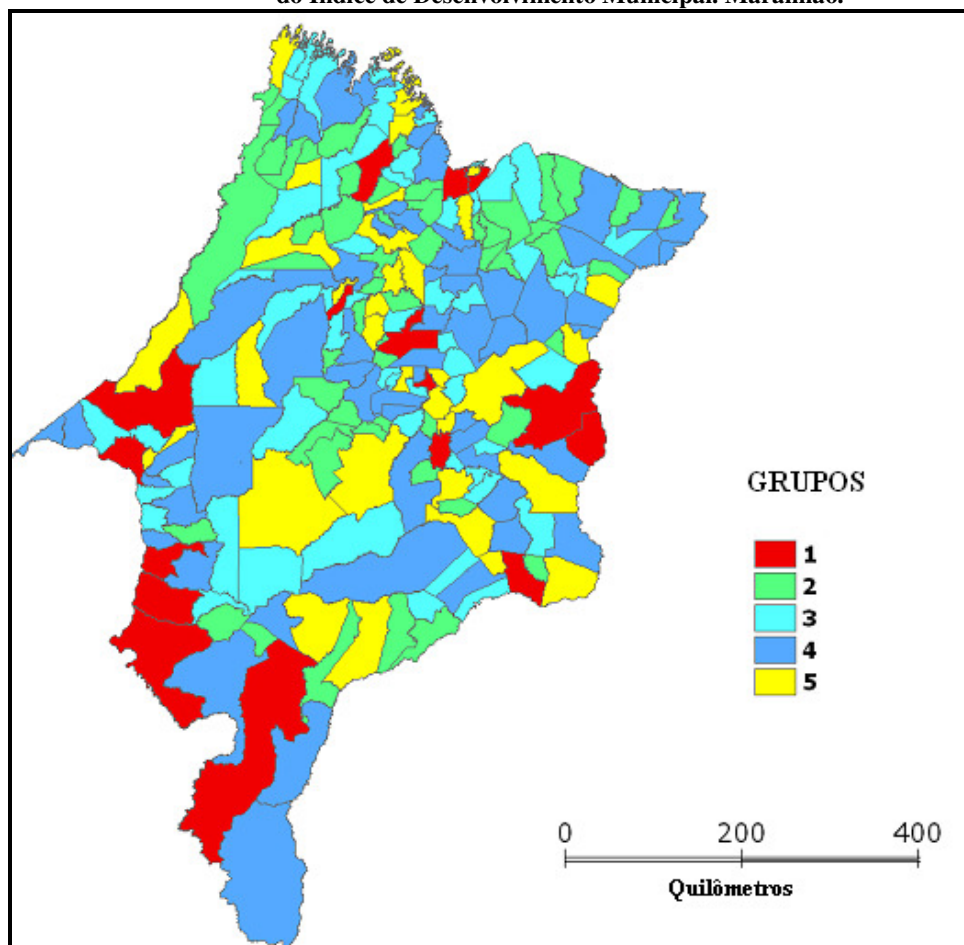 do Índice de Desenvolvimento Municipal. Maranhão.
GRUPOS
1
2
3
4
5
0 200 400
Quilômetros